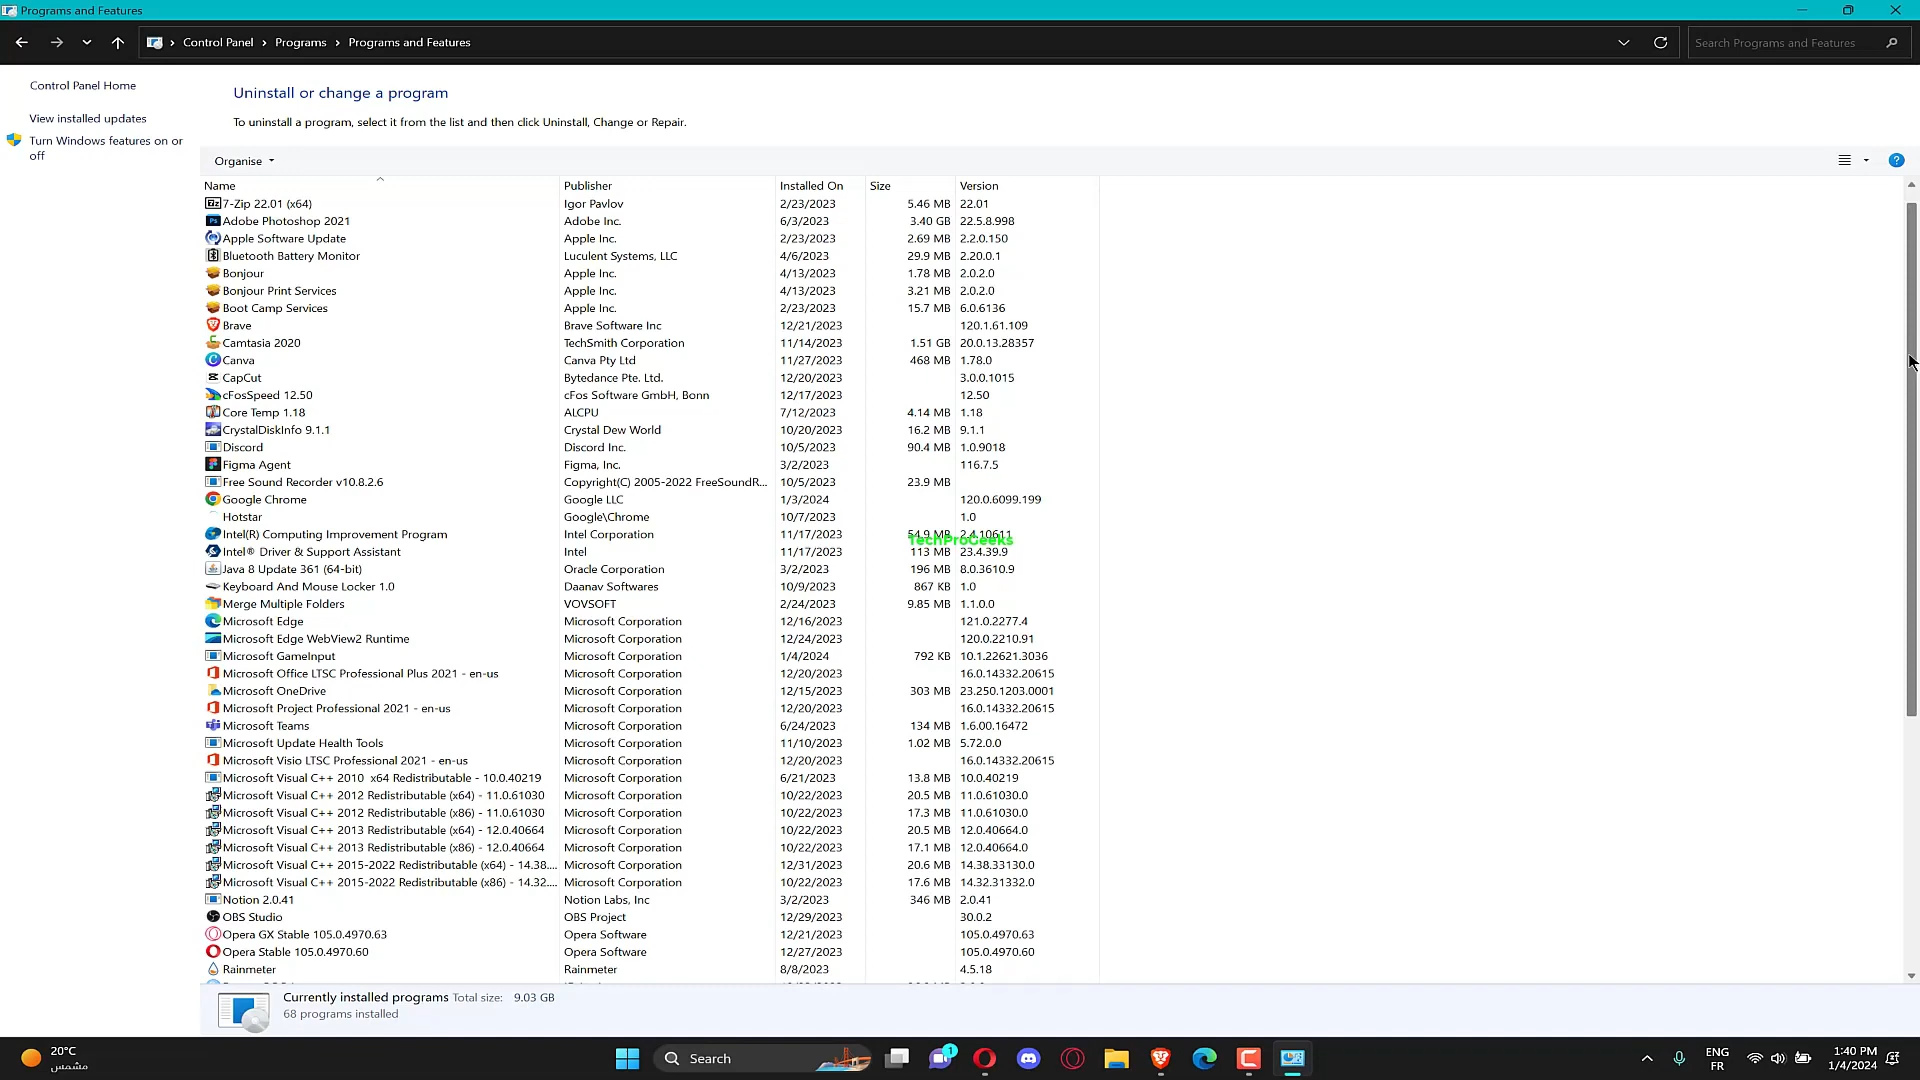 Programs and Features
Control Panel > Programs > Programs and Features
Search Programs and Features
Control Panel Home
View installed updates
Turn Windows features on or
off
Uninstall or change a program
To uninstall a program, select it from the list and then click Uninstall, Change or Repair.
Organise
Name Publisher Installed On Size Version
7-Zip 22.01 (x64) Igor Pavlov 2/23/2023 5.46 MB 22.01
Adobe Photoshop 2021 Adobe Inc. 6/3/2023 3.40 GB 22.5.8.998
Apple Software Update Apple Inc. 2/23/2023 2.69 MB 2.2.0.150
Bluetooth Battery Monitor Luculent Systems, LLC 4/6/2023 29.9 MB 2.20.0.1
Bonjour Apple Inc. 4/13/2023 1.78 MB 2.0.2.0
Bonjour Print Services Apple Inc. 4/13/2023 3.21 MB 2.0.2.0
Boot Camp Services Apple Inc. 2/23/2023 15.7 MB 6.0.6136
Brave Brave Software Inc 12/21/2023 120.1.61.109
Camtasia 2020 TechSmith Corporation 11/14/2023 1.51 GB 20.0.13.28357
Canva Canva Pty Ltd 11/27/2023 468 MB 1.78.0
CapCut Bytedance Pte. Ltd. 12/20/2023 3.0.0.1015
cFosSpeed 12.50 cFos Software GmbH, Bonn 12/17/2023 12.50
Core Temp 1.18 ALCPU 7/12/2023 4.14 MB 1.18
CrystalDiskInfo 9.1.1 Crystal Dew World 10/20/2023 16.2 MB 9.1.1
Discord Discord Inc. 10/5/2023 90.4 MB 1.0.9018
Figma Agent Figma, Inc. 3/2/2023 116.7.5
Free Sound Recorder v10.8.2.6 Copyright(C) 2005-2022 FreeSoundR... 10/5/2023 23.9 MB
Google Chrome Google LLC 1/3/2024 120.0.6099.199
Hotstar Google\Chrome 10/7/2023 1.0
Intel(R) Computing Improvement Program Intel Corporation 11/17/2023 54.9 MB 2.4.10611
TechProGeeks
Intel® Driver & Support Assistant Intel 11/17/2023 113 MB 23.4.39.9
Java 8 Update 361 (64-bit) Oracle Corporation 3/2/2023 196 MB 8.0.3610.9
Keyboard And Mouse Locker 1.0 Daanav Softwares 10/9/2023 867 KB 1.0
Merge Multiple Folders VOVSOFT 2/24/2023 9.85 MB 1.1.0.0
Microsoft Edge Microsoft Corporation 12/16/2023 121.0.2277.4
Microsoft Edge WebView2 Runtime Microsoft Corporation 12/24/2023 120.0.2210.91
Microsoft GameInput Microsoft Corporation 1/4/2024 792 KB 10.1.22621.3036
Microsoft Office LTSC Professional Plus 2021 - en-us Microsoft Corporation 12/20/2023 16.0.14332.20615
Microsoft OneDrive Microsoft Corporation 12/15/2023 303 MB 23.250.1203.0001
Microsoft Project Professional 2021 - en-us Microsoft Corporation 12/20/2023 16.0.14332.20615
Microsoft Teams Microsoft Corporation 6/24/2023 134 MB 1.6.00.16472
Microsoft Update Health Tools Microsoft Corporation 11/10/2023 1.02 MB 5.72.0.0
Microsoft Visio LTSC Professional 2021 - en-us Microsoft Corporation 12/20/2023 16.0.14332.20615
Microsoft Visual C++ 2010 x64 Redistributable - 10.0.40219 Microsoft Corporation 6/21/2023 13.8 MB 10.0.40219
Microsoft Visual C++ 2012 Redistributable (x64) - 11.0.61030 Microsoft Corporation 10/22/2023 20.5 MB 11.0.61030.0
Microsoft Visual C++ 2012 Redistributable (x86) - 11.0.61030 Microsoft Corporation 10/22/2023 17.3 MB 11.0.61030.0
Microsoft Visual C++ 2013 Redistributable (x64) - 12.0.40664 Microsoft Corporation 10/22/2023 20.5 MB 12.0.40664.0
Microsoft Visual C++ 2013 Redistributable (x86) - 12.0.40664 Microsoft Corporation 10/22/2023 17.1 MB 12.0.40664.0
Microsoft Visual C++ 2015-2022 Redistributable (x64) - 14.38.... Microsoft Corporation 12/31/2023 20.6 MB 14.38.33130.0
Microsoft Visual C++ 2015-2022 Redistributable (x86) - 14.32.... Microsoft Corporation 10/22/2023 17.6 MB 14.32.31332.0
Notion 2.0.41 Notion Labs, Inc 3/2/2023 346 MB 2.0.41
OBS Studio OBS Project 12/29/2023 30.0.2
Opera GX Stable 105.0.4970.63 Opera Software 12/21/2023 105.0.4970.63
Opera Stable 105.0.4970.60 Opera Software 12/27/2023 105.0.4970.60
Rainmeter Rainmeter 8/8/2023 4.5.18
Currently installed programs Total size: 9.03 GB
68 programs installed
20°C
مشمس
Search
1
ENG
FR
1:40 PM
1/4/2024